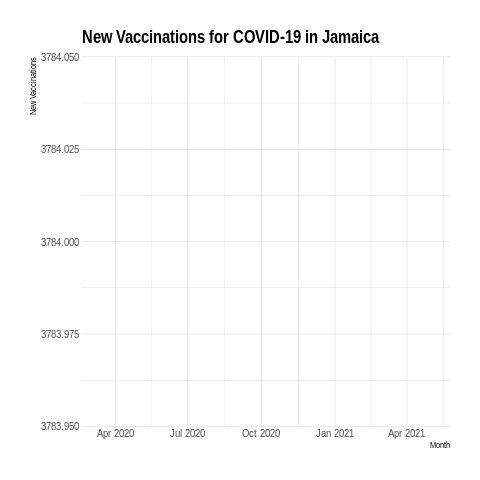 New Vaccinations for COVID-19 in Jamaica
New Vaccinations
3784.050
3784.025
3784.000
3783.975
3783.950
Apr 2020 Jul 2020 Oct 2020 Jan 2021 Apr 2021
Month